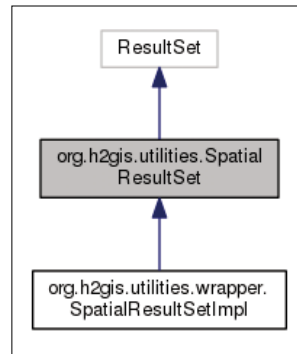 ResultSet
org.h2gis.utilities.Spatial
ResultSet
org.h2gis.utilities.wrapper.
SpatialResultSetImpl